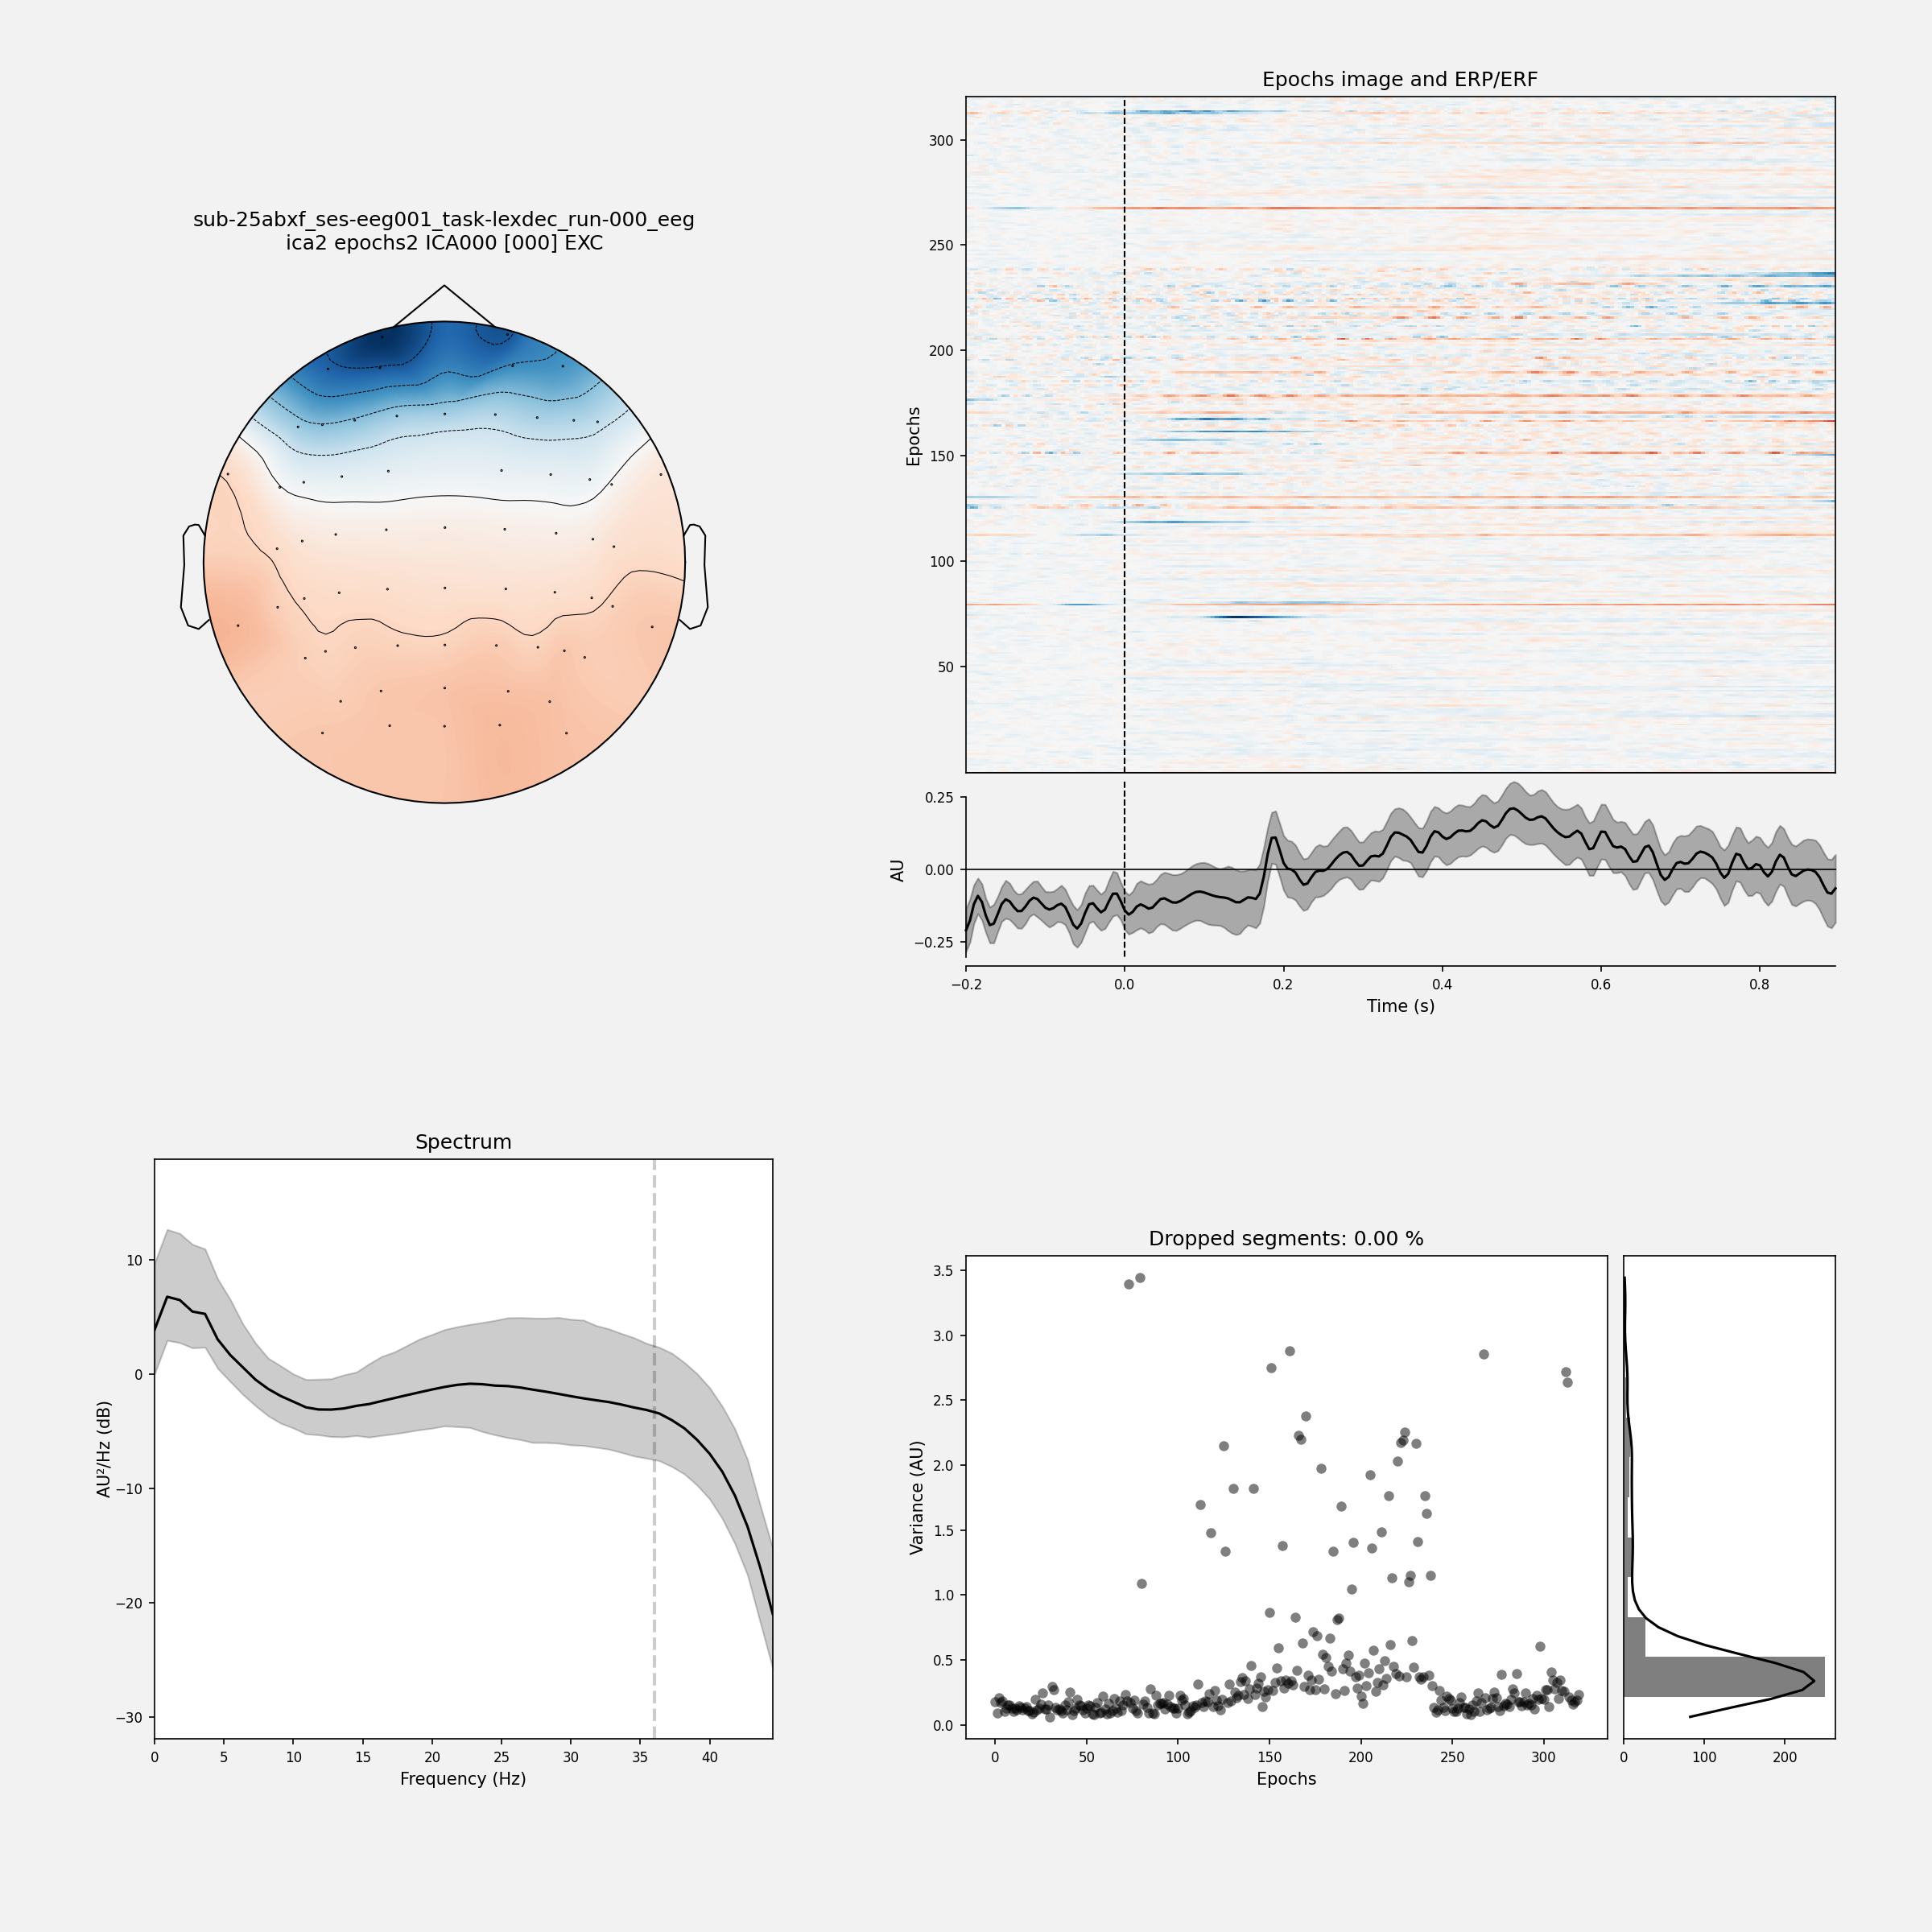 sub-25abxf_ses-eeg001_task-lexdec_run-000_eeg
ica2 epochs2 ICA000 [000] EXC
Epochs image and ERP/ERF
300
250
200
150
100
50
Epochs
0.25
0.00
−0.25
AU
−0.2 0.0 0.2 0.4 0.6 0.8
Time (s)
Spectrum
10
0
−10
−20
−30
AU²/Hz (dB)
0 5 10 15 20 25 30 35 40
Frequency (Hz)
Dropped segments: 0.00 %
3.5
3.0
2.5
2.0
1.5
1.0
0.5
0.0
Variance (AU)
0 50 100 150 200 250 300
Epochs
0 100 200